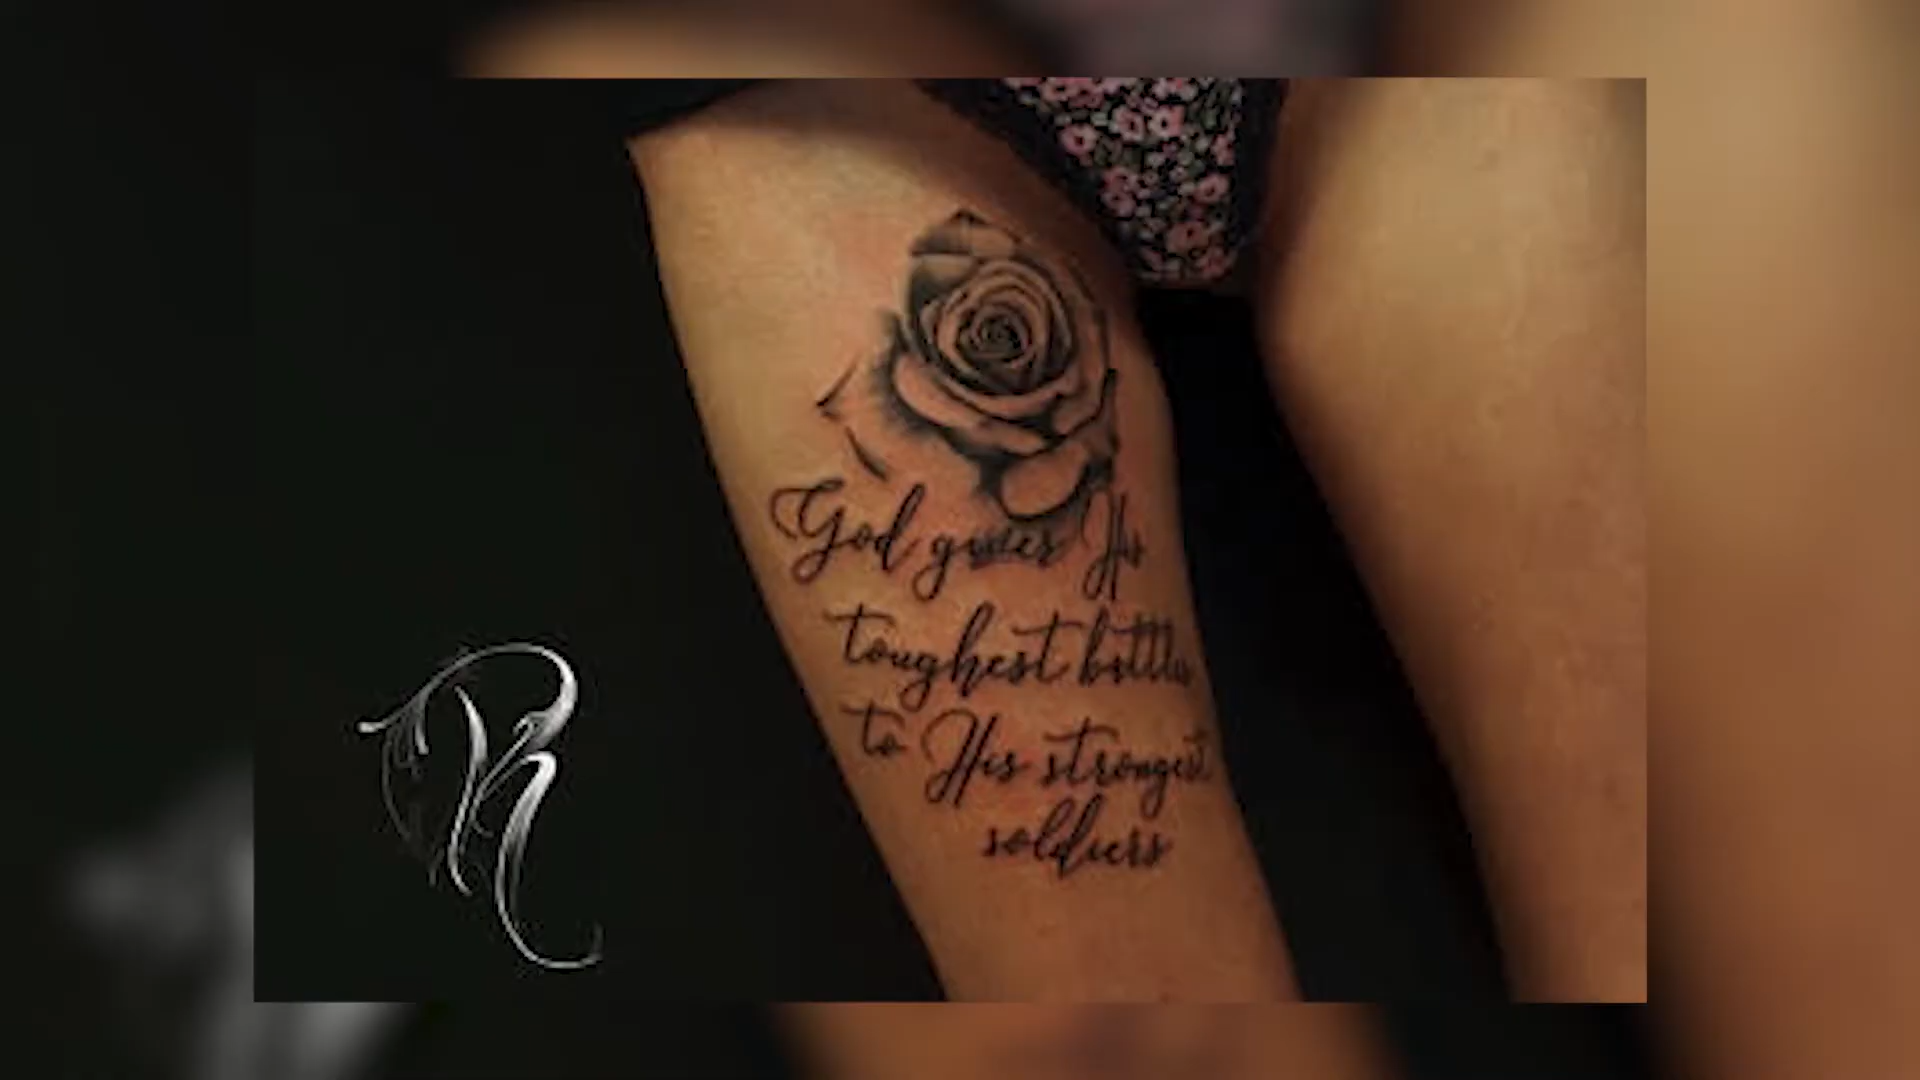 God gives His
toughest battles
to His strongest
soldiers
R